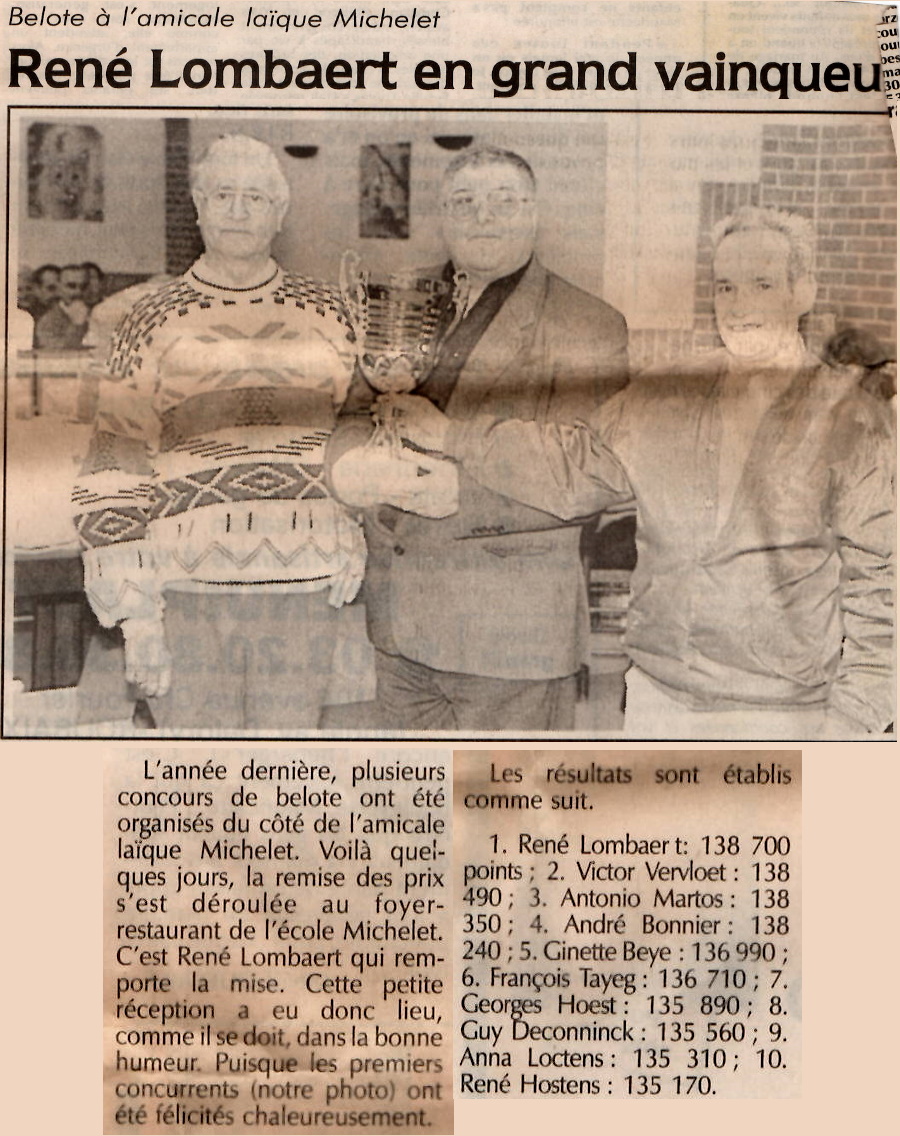 Belote à l'amicale laïque Michelet
René Lombaert en grand vainqueu
L'année dernière, plusieurs
concours de belote ont été
organisés du côté de l'amicale
laïque Michelet. Voilà quel-
ques jours, la remise des prix
s'est déroulée au foyer-
restaurant de l'école Michelet.
C'est René Lombaert qui rem-
porte la mise. Cette petite
réception a eu donc lieu,
comme il se doit, dans la bonne
humeur. Puisque les premiers
concurrents (notre photo) ont
été félicités chaleureusement.
Les résultats sont établis
comme suit.
1. René Lombaert: 138 700
points ; 2. Victor Vervloet : 138
490 ; 3. Antonio Martos : 138
350 ; 4. André Bonnier : 138
240 ; 5. Ginette Beye : 136 990 ;
6. François Tayeg : 136 710 ; 7.
Georges Hoest : 135 890 ; 8.
Guy Deconninck : 135 560 ; 9.
Anna Loctens : 135 310 ; 10.
René Hostens : 135 170.